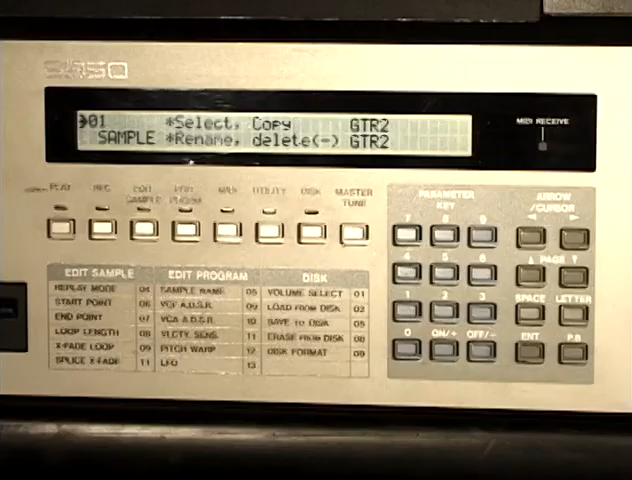 S950
01 *Select, Copy GTR2
SAMPLE *Rename, delete(-) GTR2
MIDI RECEIVE
PLAY REC EDIT SAMPLE EDIT PROGRAM MIDI UTILITY DISK MASTER TUNE
PARAMETER KEY
ARROW /CURSOR
7 8 9
4 5 6 PAGE
1 2 3 SPACE LETTER
0 ON/+ OFF/- ENT P.B
EDIT SAMPLE EDIT PROGRAM DISK
REPLAY MODE 04 SAMPLE NAME 05 VOLUME SELECT 01
START POINT 06 VCF A.D.S.R. 09 LOAD FROM DISK 02
END POINT 07 VCA A.D.S.R. 10 SAVE TO DISK 05
LOOP LENGTH 08 VLCTY. SENS. 11 ERASE FROM DISK 08
X-FADE LOOP 09 PITCH WARP 12 DISK FORMAT 09
SPLICE X-FADE 11 LFO 13